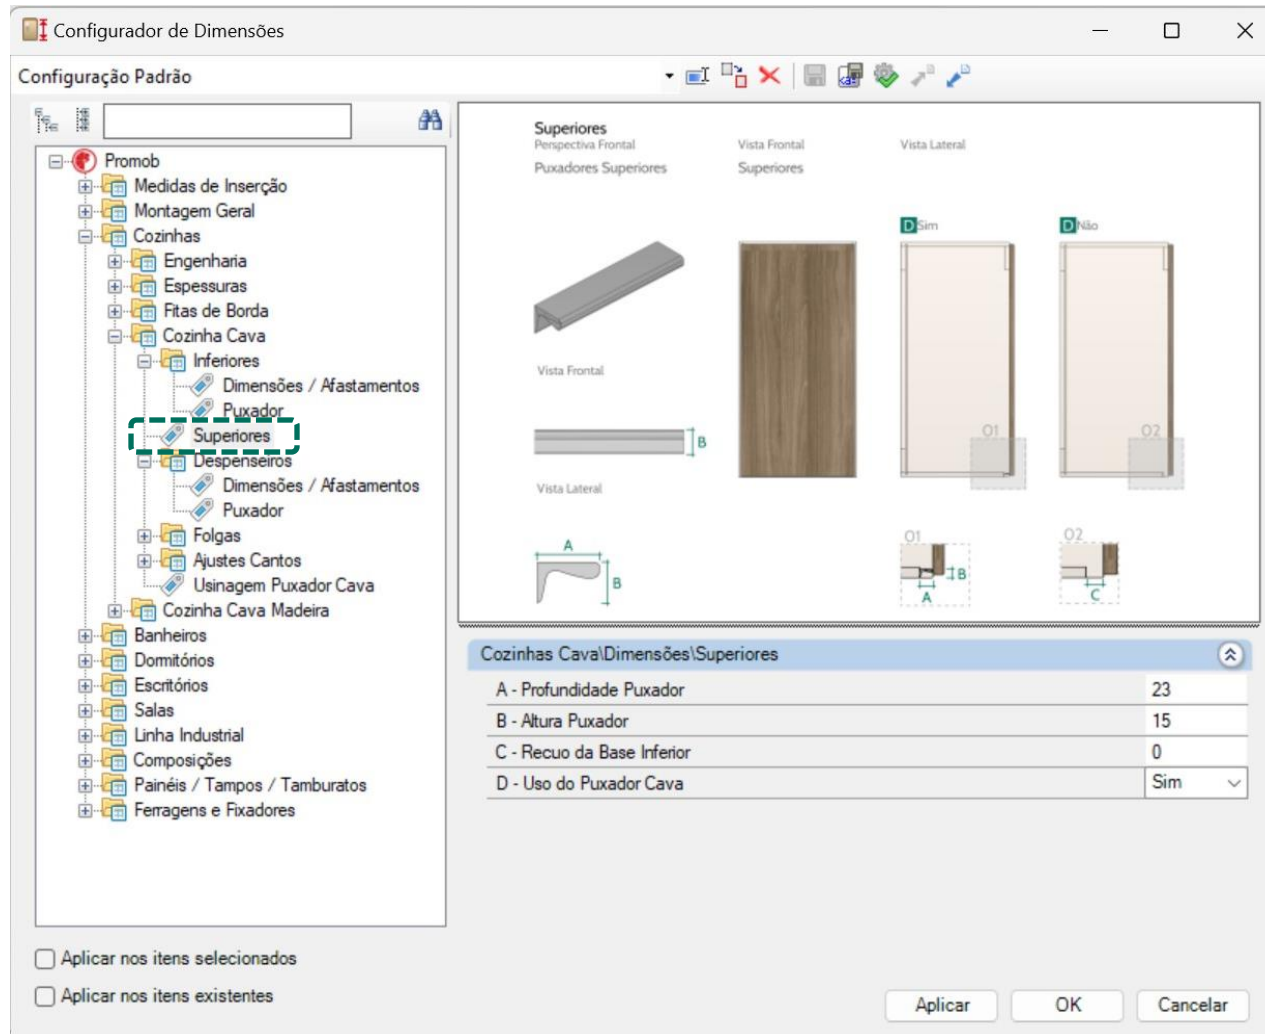 Configurador de Dimensões
Configuração Padrão
Promob
Medidas de Inserção
Montagem Geral
Cozinhas
Engenharia
Espessuras
Fitas de Borda
Cozinha Cava
Inferiores
Dimensões / Afastamentos
Puxador
Superiores
Despenseiros
Dimensões / Afastamentos
Puxador
Folgas
Ajustes Cantos
Usinagem Puxador Cava
Cozinha Cava Madeira
Banheiros
Dormitórios
Escritórios
Salas
Linha Industrial
Composições
Painéis / Tampos / Tamburatos
Ferragens e Fixadores
Aplicar nos itens selecionados
Aplicar nos itens existentes
Superiores
Perspectiva Frontal Vista Frontal Vista Lateral
Puxadores Superiores Superiores
D Sim D Não
Vista Frontal
B
01 02
Vista Lateral
A
B
01 02
B
A C
Cozinhas Cava\Dimensões\Superiores
A - Profundidade Puxador 23
B - Altura Puxador 15
C - Recuo da Base Inferior 0
D - Uso do Puxador Cava Sim
Aplicar OK Cancelar